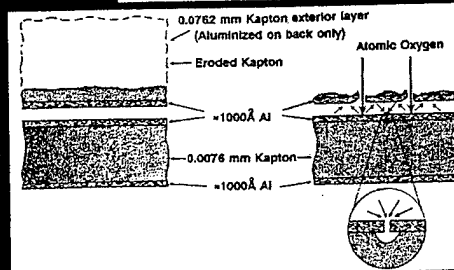 0.0762 mm Kapton exterior layer
(Aluminized on back only)
Atomic Oxygen
Eroded Kapton
≈1000Å Al
0.0076 mm Kapton
≈1000Å Al